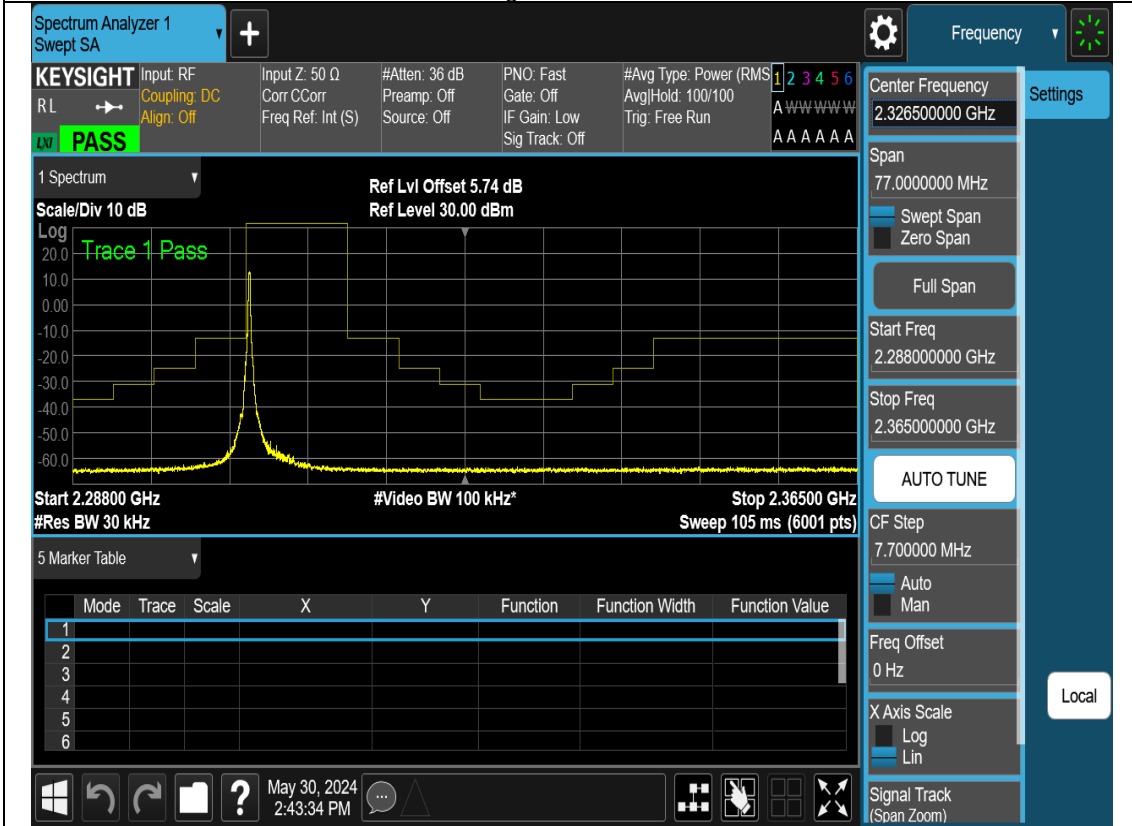 Spectrum Analyzer 1
Swept SA
+
Frequency
KEYSIGHT
R L
LXI
PASS
Input: RF
Coupling: DC
Align: Off
Input Z: 50 Ω
Corr CCorr
Freq Ref: Int (S)
#Atten: 36 dB
Preamp: Off
Source: Off
PNO: Fast
Gate: Off
IF Gain: Low
Sig Track: Off
#Avg Type: Power (RMS
Avg|Hold: 100/100
Trig: Free Run
1 2 3 4 5 6
A W W W W W
A A A A A A
1 Spectrum
Scale/Div 10 dB
Ref Lvl Offset 5.74 dB
Ref Level 30.00 dBm
Log
Trace 1 Pass
20.0
10.0
0.00
-10.0
-20.0
-30.0
-40.0
-50.0
-60.0
Start 2.28800 GHz
#Video BW 100 kHz*
Stop 2.36500 GHz
#Res BW 30 kHz
Sweep 105 ms (6001 pts)
5 Marker Table
Mode Trace Scale X Y Function Function Width Function Value
1
2
3
4
5
6
May 30, 2024
2:43:34 PM
?
Center Frequency
2.326500000 GHz
Settings
Span
77.0000000 MHz
Swept Span
Zero Span
Full Span
Start Freq
2.288000000 GHz
Stop Freq
2.365000000 GHz
AUTO TUNE
CF Step
7.700000 MHz
Auto
Man
Freq Offset
0 Hz
X Axis Scale
Log
Lin
Local
Signal Track
(Span Zoom)